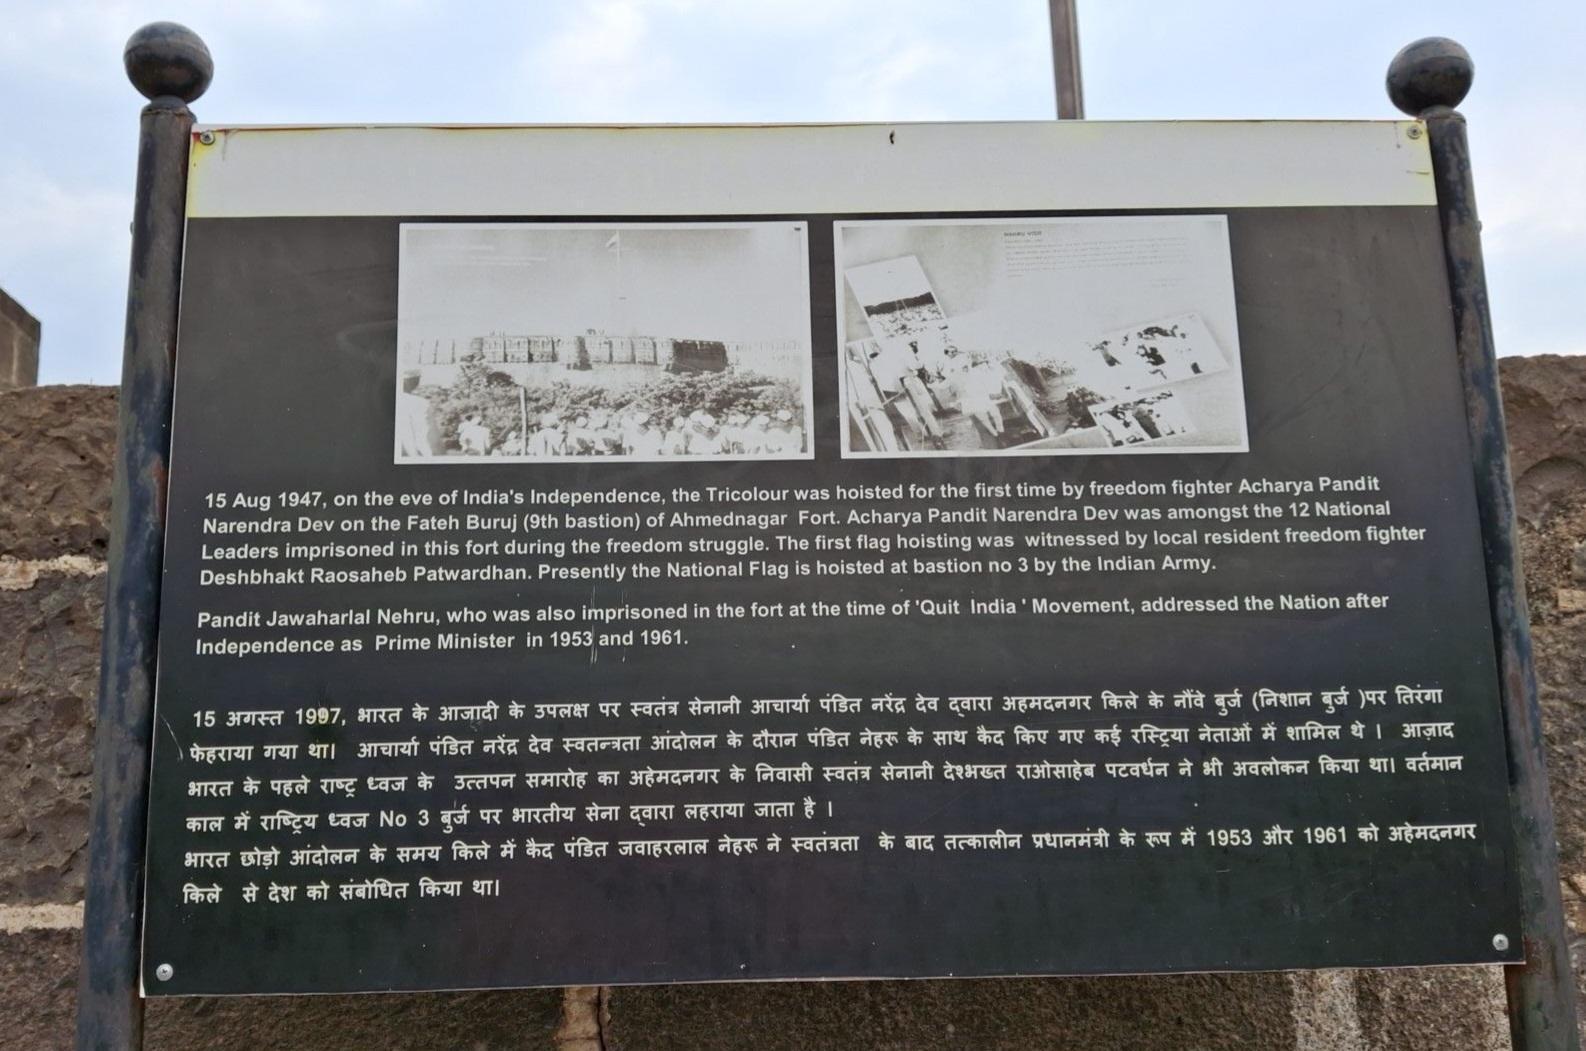 NEHRU VISIT
15 Aug 1947, on the eve of India's Independence, the Tricolour was hoisted for the first time by freedom fighter Acharya Pandit
Narendra Dev on the Fateh Buruj (9th bastion) of Ahmednagar Fort. Acharya Pandit Narendra Dev was amongst the 12 National
Leaders imprisoned in this fort during the freedom struggle. The first flag hoisting was witnessed by local resident freedom fighter
Deshbhakt Raosaheb Patwardhan. Presently the National Flag is hoisted at bastion no 3 by the Indian Army.
Pandit Jawaharlal Nehru, who was also imprisoned in the fort at the time of 'Quit India ' Movement, addressed the Nation after
Independence as Prime Minister in 1953 and 1961.
15 अगस्त 1997, भारत के आजादी के उपलक्ष पर स्वतंत्र सेनानी आचार्या पंडित नरेंद्र देव द्वारा अहमदनगर किले के नौंवे बुर्ज (निशान बुर्ज )पर तिरंगा
फेहराया गया था। आचार्या पंडित नरेंद्र देव स्वतन्त्रता आंदोलन के दौरान पंडित नेहरू के साथ कैद किए गए कई रस्ट्रिया नेताओं में शामिल थे । आज़ाद
भारत के पहले राष्ट्र ध्वज के उत्तपन समारोह का अहेमदनगर के निवासी स्वतंत्र सेनानी देश्भख्त राओसाहेब पटवर्धन ने भी अवलोकन किया था। वर्तमान
काल में राष्ट्रिय ध्वज No 3 बुर्ज पर भारतीय सेना द्वारा लहराया जाता है ।
भारत छोड़ो आंदोलन के समय किले में कैद पंडित जवाहरलाल नेहरू ने स्वतंत्रता के बाद तत्कालीन प्रधानमंत्री के रूप में 1953 और 1961 को अहेमदनगर
किले से देश को संबोधित किया था।